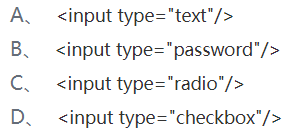 A、 <input type="text"/>
B、 <input type="password"/>
C、 <input type="radio"/>
D、 <input type="checkbox"/>